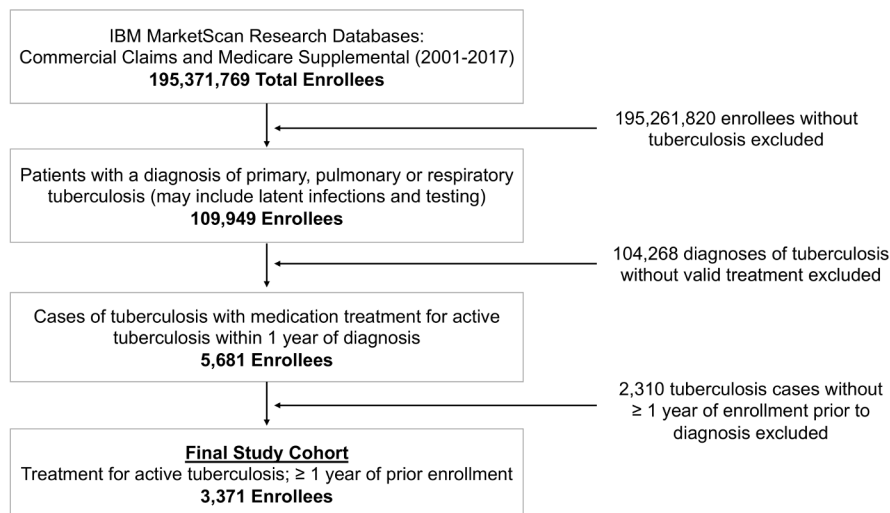 IBM MarketScan Research Databases:
Commercial Claims and Medicare Supplemental (2001-2017)
195,371,769 Total Enrollees
195,261,820 enrollees without
tuberculosis excluded
Patients with a diagnosis of primary, pulmonary or respiratory
tuberculosis (may include latent infections and testing)
109,949 Enrollees
104,268 diagnoses of tuberculosis
without valid treatment excluded
Cases of tuberculosis with medication treatment for active
tuberculosis within 1 year of diagnosis
5,681 Enrollees
2,310 tuberculosis cases without
≥ 1 year of enrollment prior to
diagnosis excluded
Final Study Cohort
Treatment for active tuberculosis; ≥ 1 year of prior enrollment
3,371 Enrollees